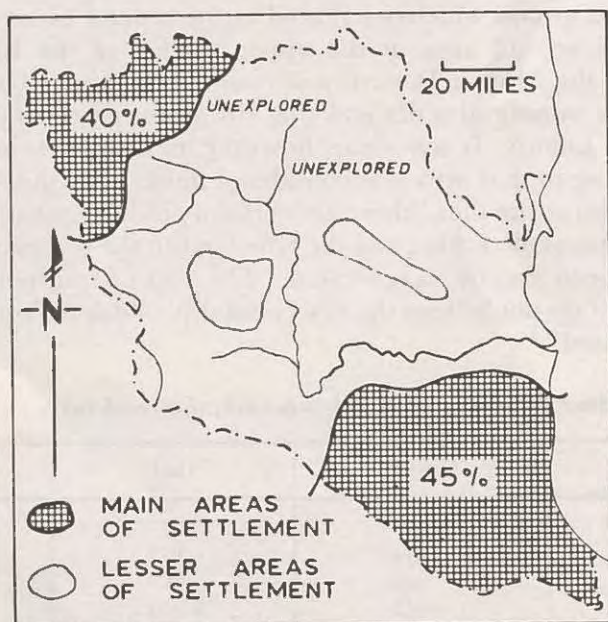 40%
UNEXPLORED
UNEXPLORED
20 MILES
N
45%
MAIN AREAS
OF SETTLEMENT
LESSER AREAS
OF SETTLEMENT